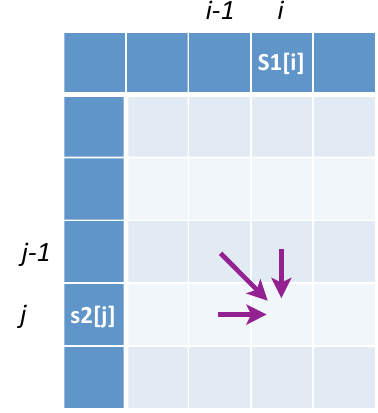 i-1 i
S1[i]
j-1
j s2[j]